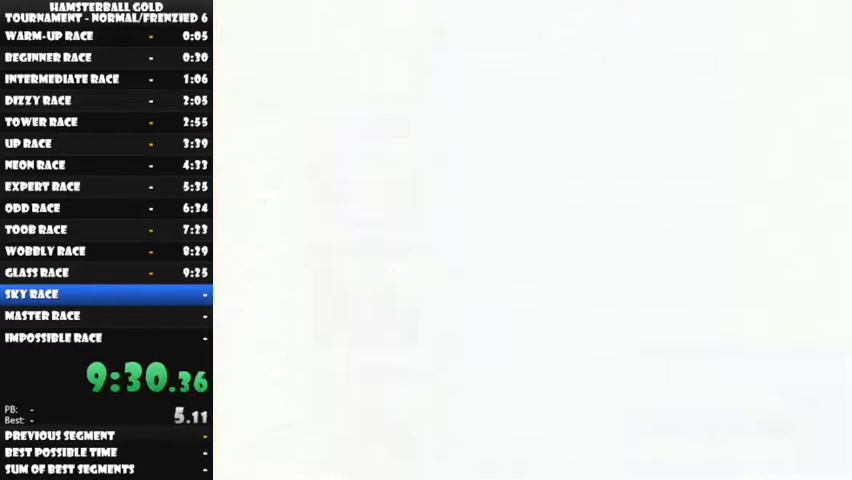 HAMSTERBALL GOLD
TOURNAMENT - NORMAL/FRENZIED 6
WARM-UP RACE - 0:05
BEGINNER RACE - 0:30
INTERMEDIATE RACE - 1:06
DIZZY RACE - 2:05
TOWER RACE - 2:55
UP RACE - 3:39
NEON RACE - 4:33
EXPERT RACE - 5:35
ODD RACE - 6:34
TOOB RACE - 7:23
WOBBLY RACE - 8:29
GLASS RACE - 9:25
SKY RACE -
MASTER RACE -
IMPOSSIBLE RACE -
9:30.36
PB: - 5.11
Best: -
PREVIOUS SEGMENT -
BEST POSSIBLE TIME -
SUM OF BEST SEGMENTS -